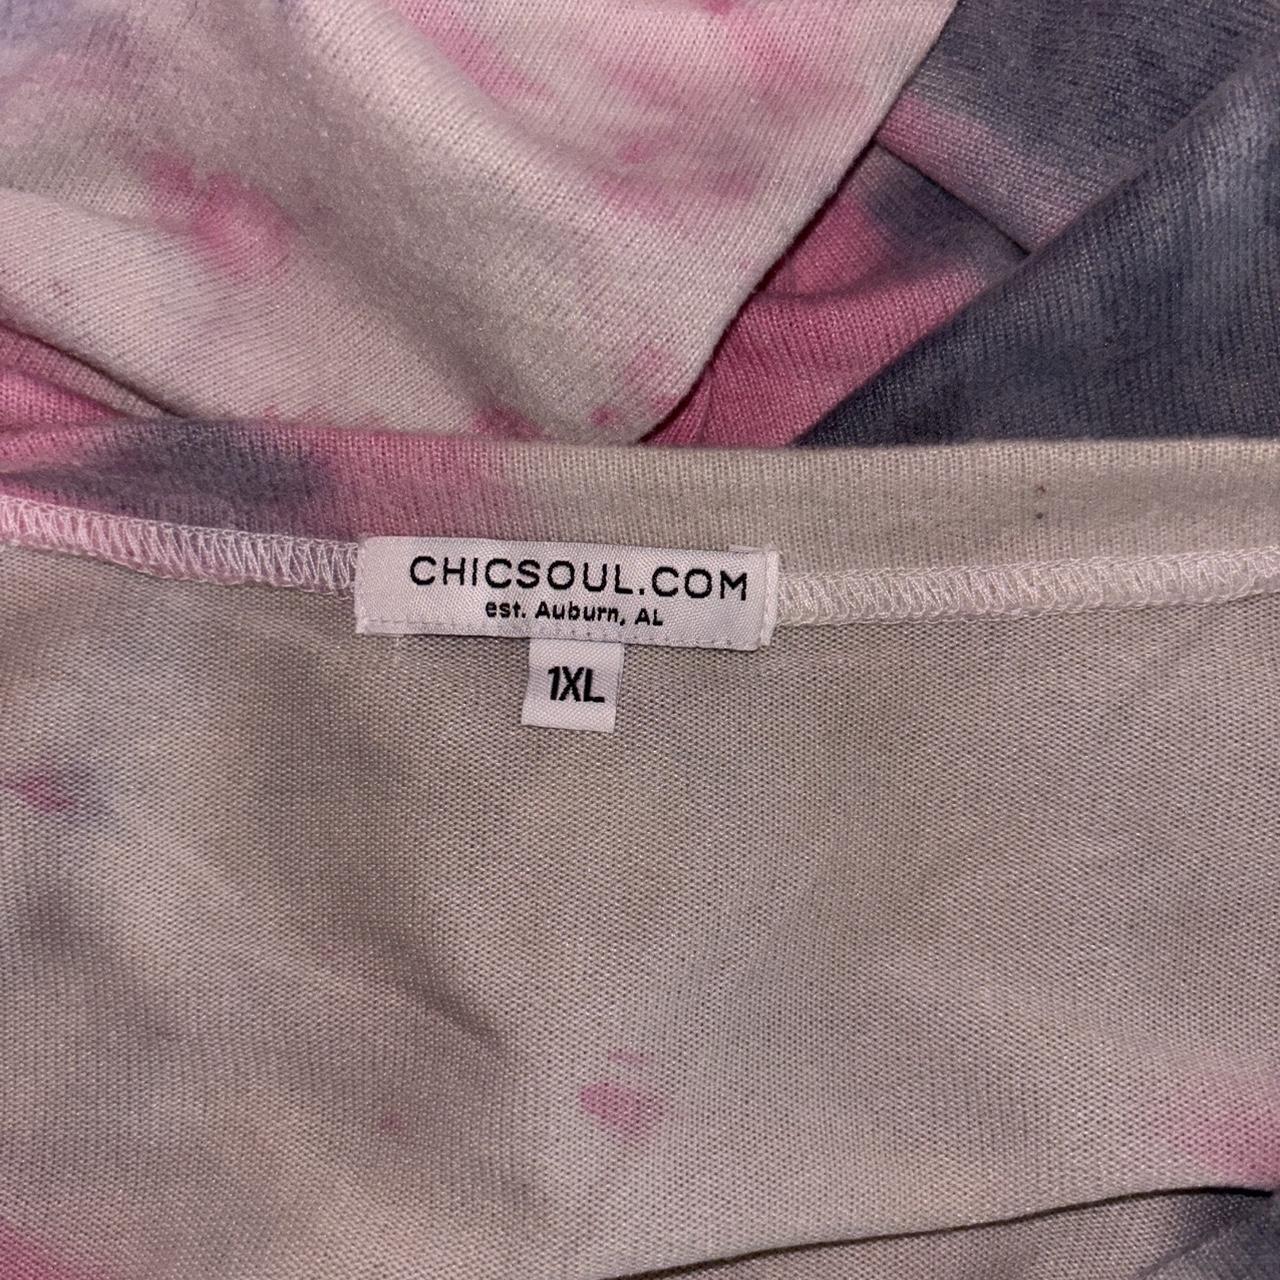 CHICSOUL.COM
est. Auburn, AL
1XL